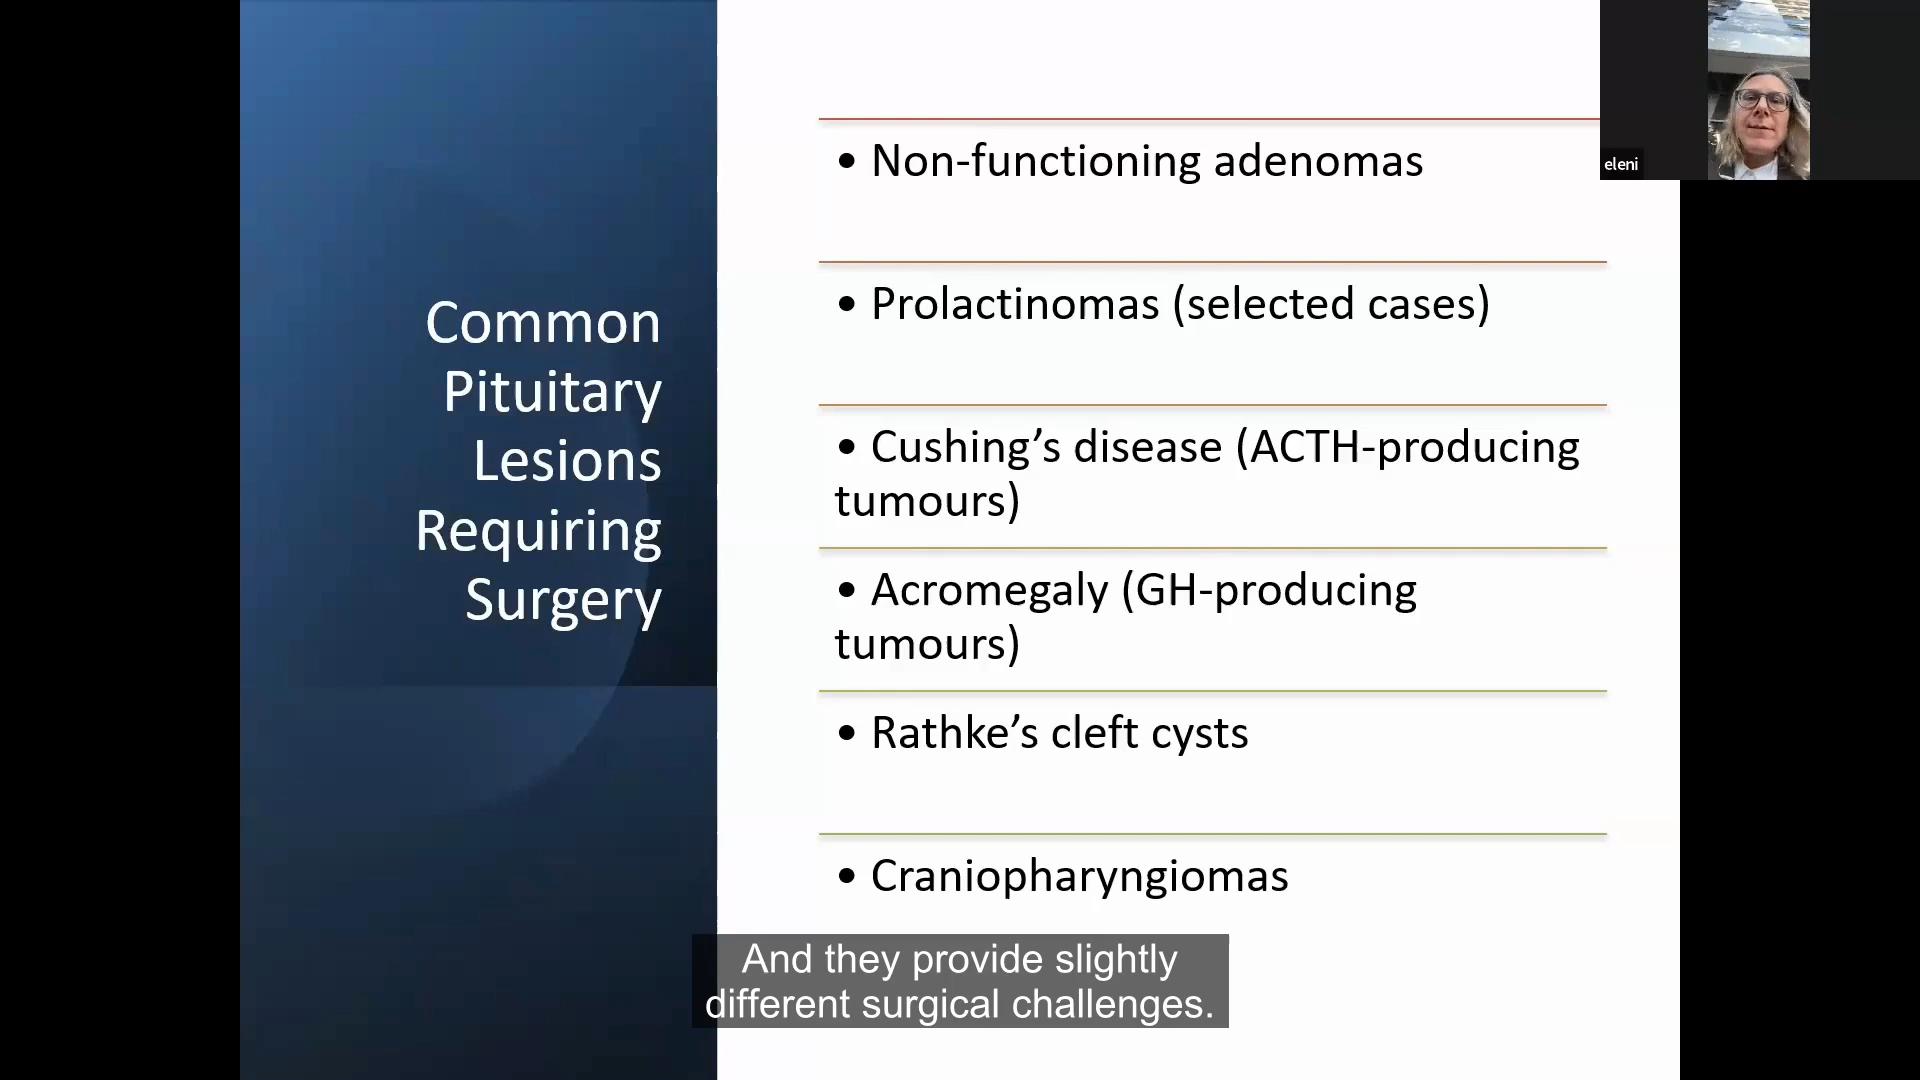 Common
Pituitary
Lesions
Requiring
Surgery
• Non-functioning adenomas
• Prolactinomas (selected cases)
• Cushing’s disease (ACTH-producing
tumours)
• Acromegaly (GH-producing
tumours)
• Rathke’s cleft cysts
• Craniopharyngiomas
And they provide slightly
different surgical challenges.
eleni